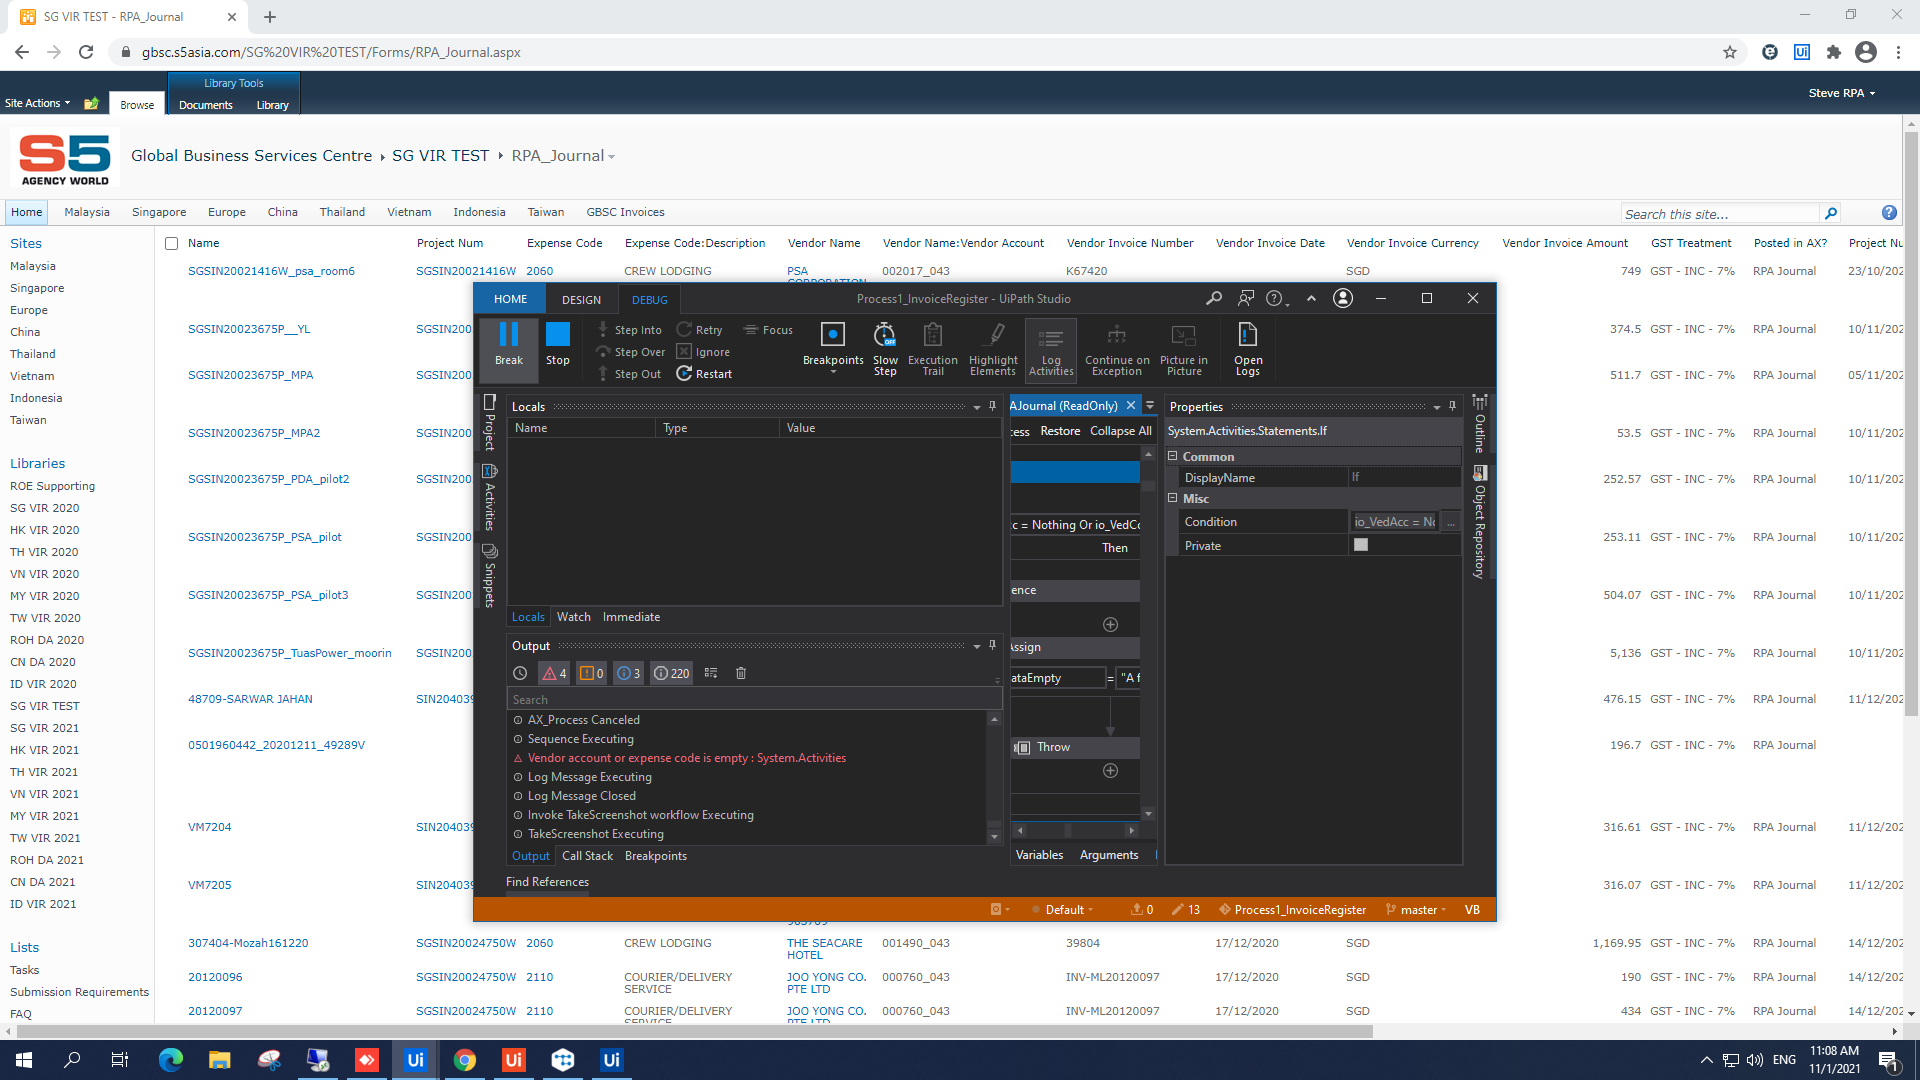 SG VIR TEST - RPA_Journal
gbsc.s5asia.com/SG%20VIR%20TEST/Forms/RPA_Journal.aspx
Library Tools
Site Actions
Browse
Documents
Library
Steve RPA
S5
AGENCY WORLD
Global Business Services Centre
SG VIR TEST
RPA_Journal
Home Malaysia Singapore Europe China Thailand Vietnam Indonesia Taiwan GBSC Invoices
Search this site...
Sites
Malaysia
Singapore
Europe
China
Thailand
Vietnam
Indonesia
Taiwan
Libraries
ROE Supporting
SG VIR 2020
HK VIR 2020
TH VIR 2020
VN VIR 2020
MY VIR 2020
TW VIR 2020
ROH DA 2020
CN DA 2020
ID VIR 2020
SG VIR TEST
SG VIR 2021
HK VIR 2021
TH VIR 2021
VN VIR 2021
MY VIR 2021
TW VIR 2021
ROH DA 2021
CN DA 2021
ID VIR 2021
Lists
Tasks
Submission Requirements
FAQ
Name Project Num Expense Code Expense Code:Description Vendor Name Vendor Name:Vendor Account Vendor Invoice Number Vendor Invoice Date Vendor Invoice Currency Vendor Invoice Amount GST Treatment Posted in AX? Project Nu
SGSIN20021416W_psa_room6 SGSIN20021416W 2060 CREW LODGING PSA 002017_043 K67420 SGD 749 GST - INC - 7% RPA Journal 23/10/202
SGSIN20023675P__YL SGSIN200 374.5 GST - INC - 7% RPA Journal 10/11/202
SGSIN20023675P_MPA SGSIN200 511.7 GST - INC - 7% RPA Journal 05/11/202
SGSIN20023675P_MPA2 SGSIN200 53.5 GST - INC - 7% RPA Journal 10/11/202
SGSIN20023675P_PDA_pilot2 SGSIN200 252.57 GST - INC - 7% RPA Journal 10/11/202
SGSIN20023675P_PSA_pilot SGSIN200 253.11 GST - INC - 7% RPA Journal 10/11/202
SGSIN20023675P_PSA_pilot3 SGSIN200 504.07 GST - INC - 7% RPA Journal 10/11/202
SGSIN20023675P_TuasPower_moorin SGSIN200 5,136 GST - INC - 7% RPA Journal 10/11/202
48709-SARWAR JAHAN SIN204039 476.15 GST - INC - 7% RPA Journal 11/12/202
0501960442_20201211_49289V 196.7 GST - INC - 7% RPA Journal
VM7204 SIN204039 316.61 GST - INC - 7% RPA Journal 11/12/202
VM7205 SIN204039 316.07 GST - INC - 7% RPA Journal 11/12/202
307404-Mozah161220 SGSIN20024750W 2060 CREW LODGING THE SEACARE 001490_043 39804 17/12/2020 SGD 1,169.95 GST - INC - 7% RPA Journal 14/12/202
HOTEL
20120096 SGSIN20024750W 2110 COURIER/DELIVERY JOO YONG CO. 000760_043 INV-ML20120097 17/12/2020 SGD 190 GST - INC - 7% RPA Journal 14/12/202
SERVICE PTE LTD
20120097 SGSIN20024750W 2110 COURIER/DELIVERY JOO YONG CO. 000760_043 INV-ML20120097 17/12/2020 SGD 434 GST - INC - 7% RPA Journal 14/12/202
SERVICE PTE LTD
HOME DESIGN DEBUG
Process1_InvoiceRegister - UiPath Studio
Break
Stop
Step Into
Step Over
Step Out
Retry
Ignore
Restart
Focus
Breakpoints
Slow Step
OFF
Execution Trail
Highlight Elements
Log Activities
Continue on Exception
Picture in Picture
Open Logs
Project
Activities
Snippets
Locals
Name Type Value
Locals Watch Immediate
Output
4 0 3 220
Search
AX_Process Canceled
Sequence Executing
Vendor account or expense code is empty : System.Activities
Log Message Executing
Log Message Closed
Invoke TakeScreenshot workflow Executing
TakeScreenshot Executing
Output Call Stack Breakpoints
Find References
AJournal (ReadOnly)
cess Restore Collapse All
c = Nothing Or io_VedCo
Then
ence
Assign
ataEmpty = "A f
Throw
Variables Arguments
Properties
System.Activities.Statements.If
Common
DisplayName If
Misc
Condition io_VedAcc = No ...
Private
Outline
Object Repository
Default 0 13 Process1_InvoiceRegister master VB
ENG
11:08 AM
11/1/2021
1